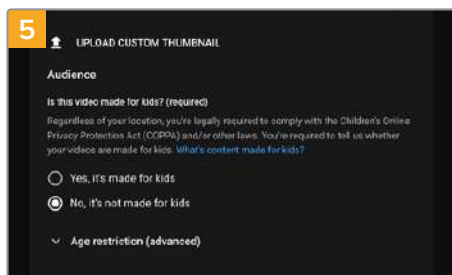 5
UPLOAD CUSTOM THUMBNAIL
Audience
Is this video made for kids? (required)
Regardless of your location, you're legally required to comply with the Children's Online
Privacy Protection Act (COPPA) and/or other laws. You're required to tell us whether
your videos are made for kids. What's content made for kids?
Yes, it's made for kids
No, it's not made for kids
Age restriction (advanced)